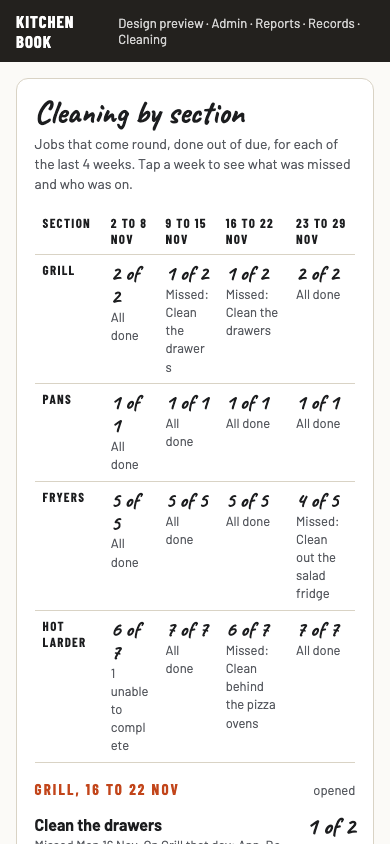 KITCHEN
BOOK
Design preview · Admin · Reports · Records ·
Cleaning
Cleaning by section
Jobs that come round, done out of due, for each of
the last 4 weeks. Tap a week to see what was missed
and who was on.
SECTION 2 TO 8 NOV 9 TO 15 NOV 16 TO 22 NOV 23 TO 29 NOV
GRILL
2 of 2
All done
1 of 2
Missed: Clean the drawers
1 of 2
Missed: Clean the drawers
2 of 2
All done
PANS
1 of 1
All done
1 of 1
All done
1 of 1
All done
1 of 1
All done
FRYERS
5 of 5
All done
5 of 5
All done
5 of 5
All done
4 of 5
Missed: Clean out the salad fridge
HOT LARDER
6 of 7
1 unable to complete
7 of 7
All done
6 of 7
Missed: Clean behind the pizza ovens
7 of 7
All done
GRILL, 16 TO 22 NOV opened
Clean the drawers 1 of 2